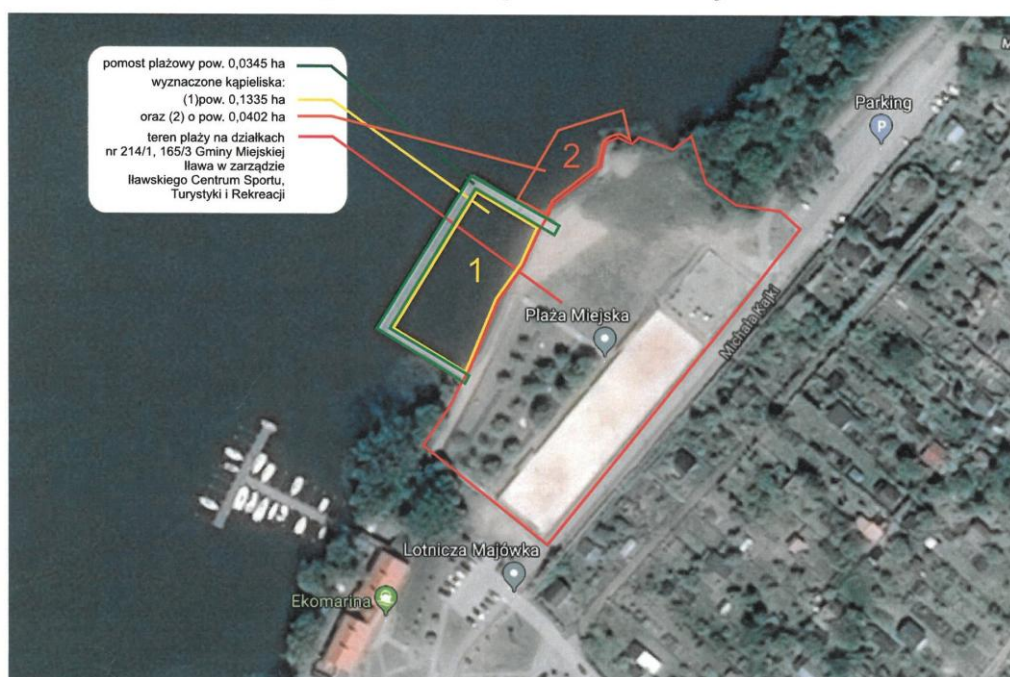 pomost plażowy pow. 0,0345 ha
wyznaczone kąpieliska:
(1)pow. 0,1335 ha
oraz (2) o pow. 0,0402 ha
teren plaży na działkach
nr 214/1, 165/3 Gminy Miejskiej
Iława w zarządzie
Iławskiego Centrum Sportu,
Turystyki i Rekreacji
M
Parking
P
2
1
Plaża Miejska
Michała Kajki
Lotnicza Majówka
Ekomarina